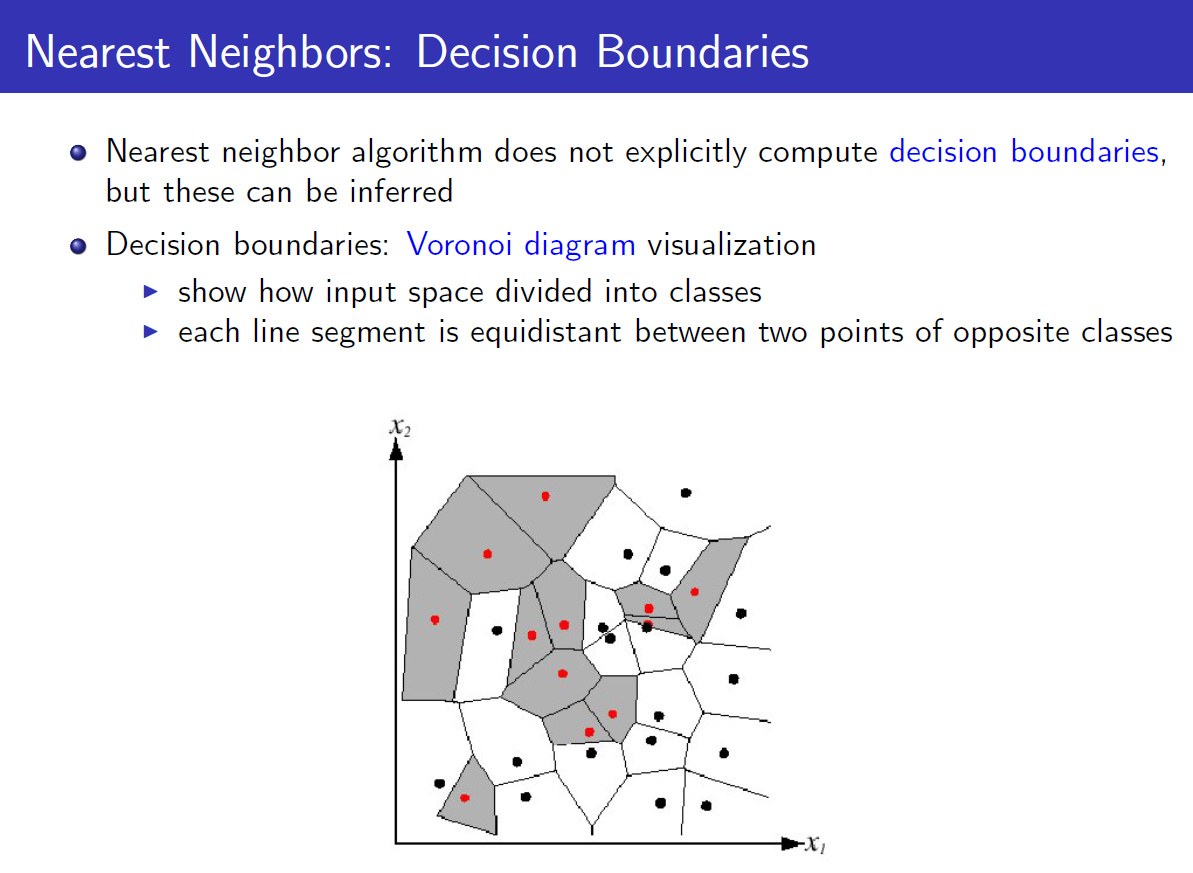 Nearest Neighbors: Decision Boundaries
Nearest neighbor algorithm does not explicitly compute decision boundaries,
but these can be inferred
Decision boundaries: Voronoi diagram visualization
show how input space divided into classes
each line segment is equidistant between two points of opposite classes
x₂
x₁